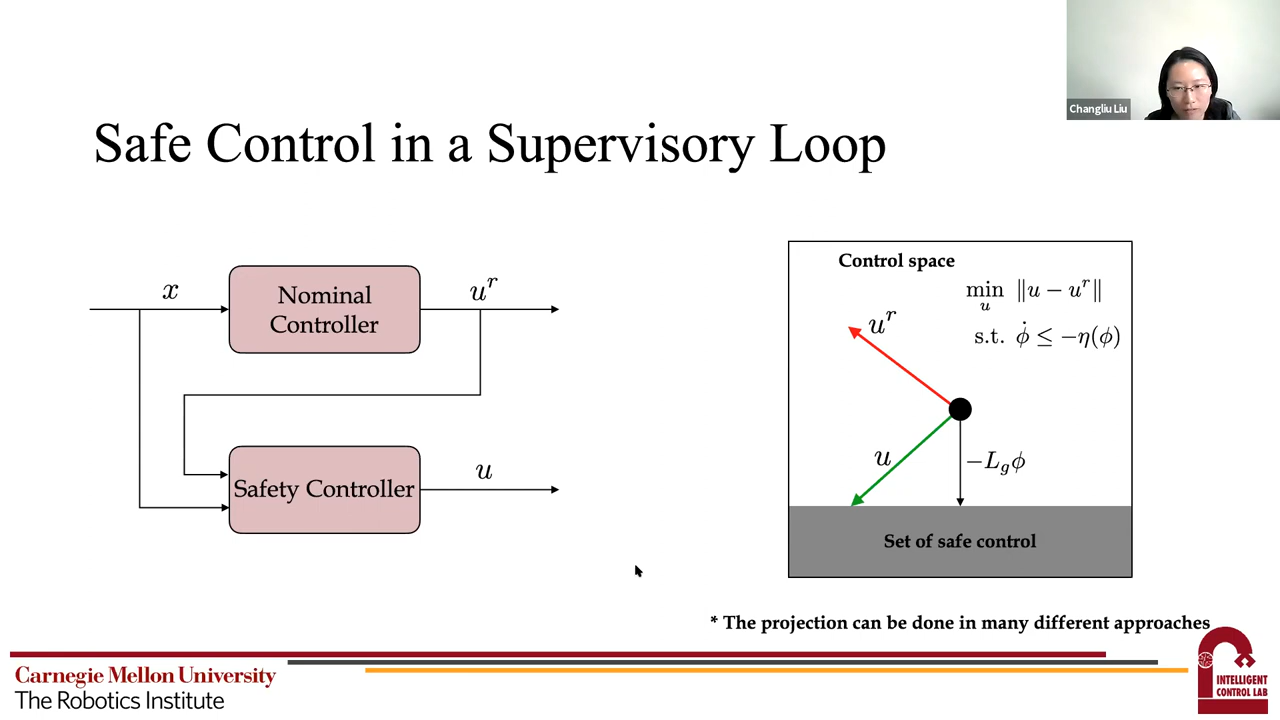 Changliu Liu
Safe Control in a Supervisory Loop
x
Nominal
Controller
u^r
Safety Controller
u
Control space
min_u ‖u − u^r‖
s.t. φ̇ ≤ −η(φ)
u^r
u
−L_gφ
Set of safe control
* The projection can be done in many different approaches
Carnegie Mellon University
The Robotics Institute
INTELLIGENT
CONTROL LAB